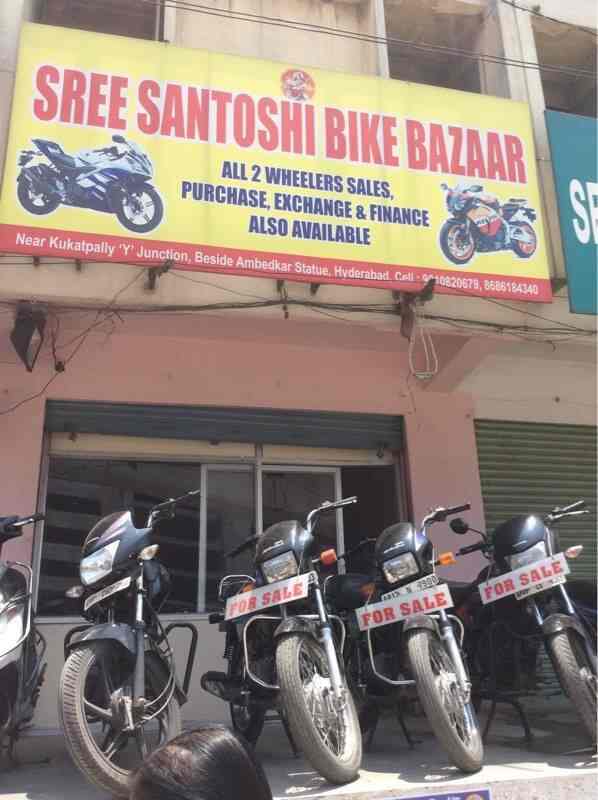 SREE SANTOSHi BIKE BAZAAR
ALL 2 WHEELERS SALES,
PURCHASE, EXCHANGE & FINANCE
ALSO AVAILABLE
Near Kukatpally 'Y' Junction, Beside Ambedkar Statue, Hyderabad. Cell : 8686184340
FOR SALE
FOR SALE
FOR SALE